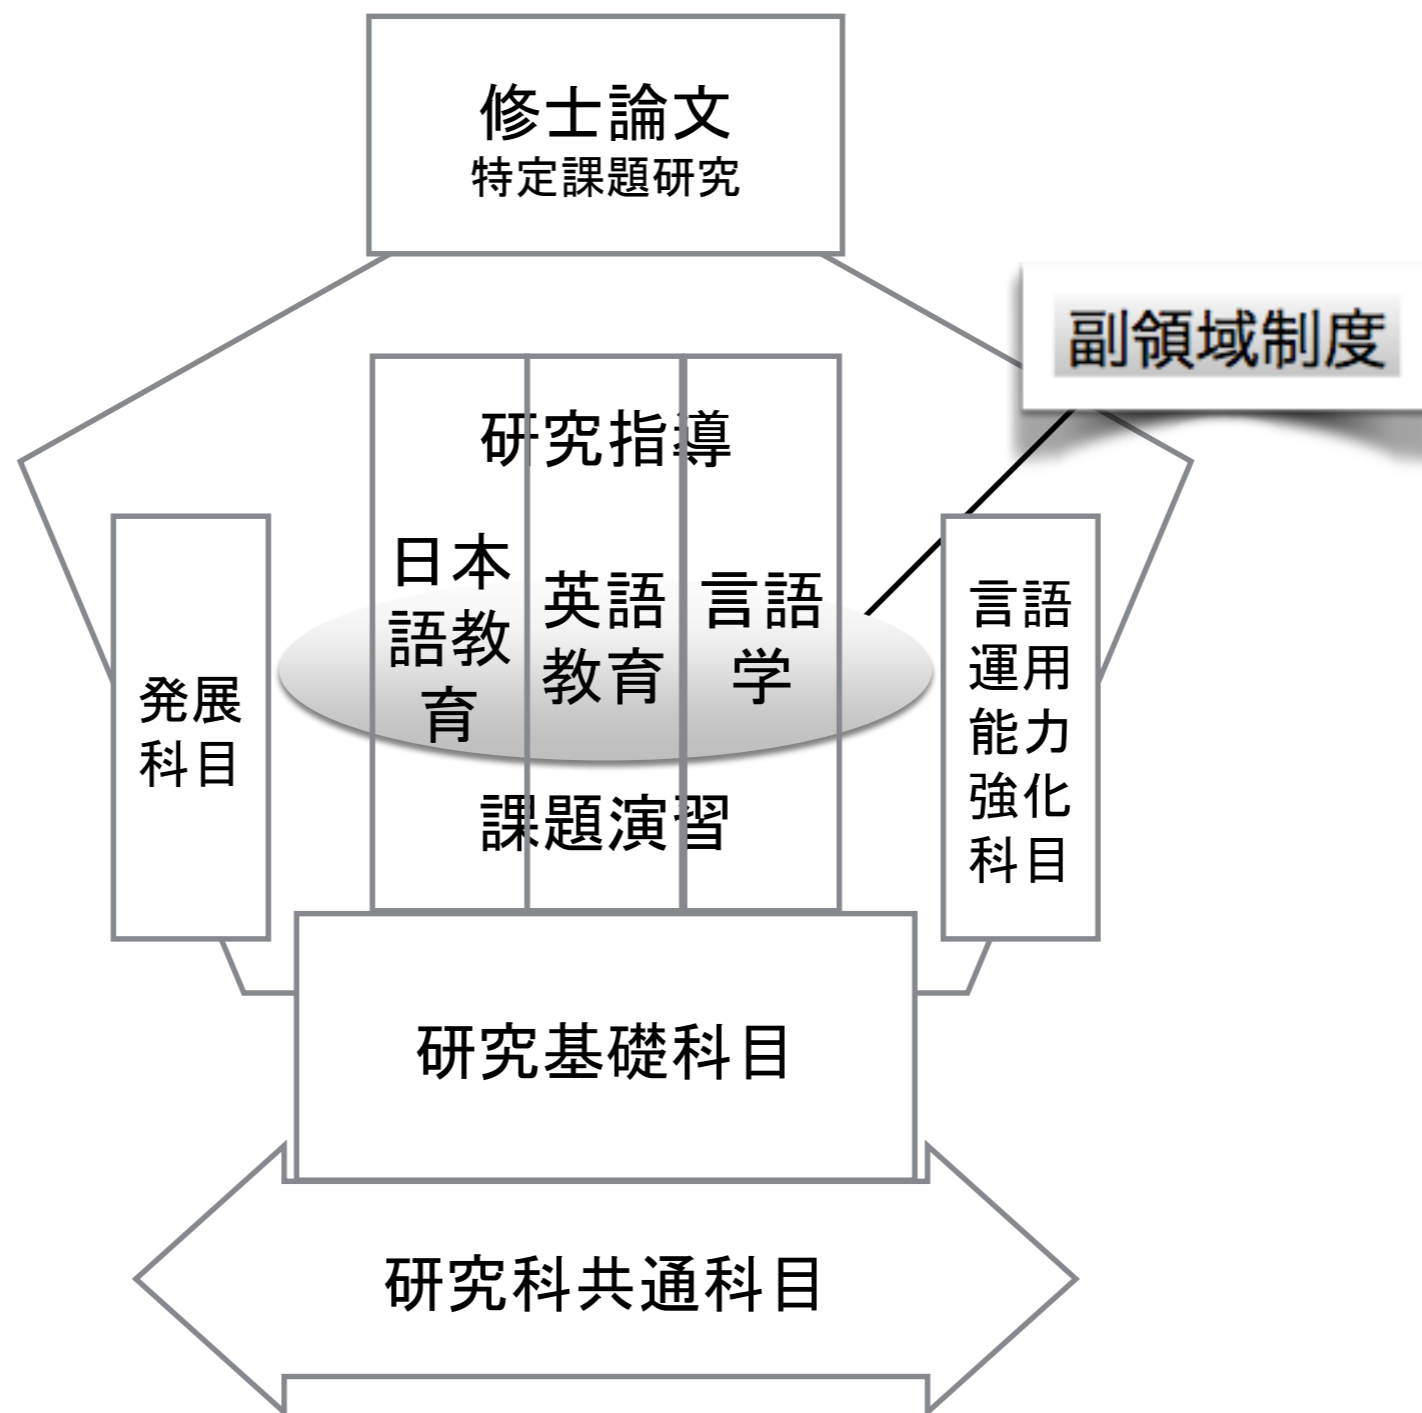 修士論文
特定課題研究
副領域制度
研究指導
日本
語教
育
英語
教育
言語
学
課題演習
発展
科目
言語
運用
能力
強化
科目
研究基礎科目
研究科共通科目